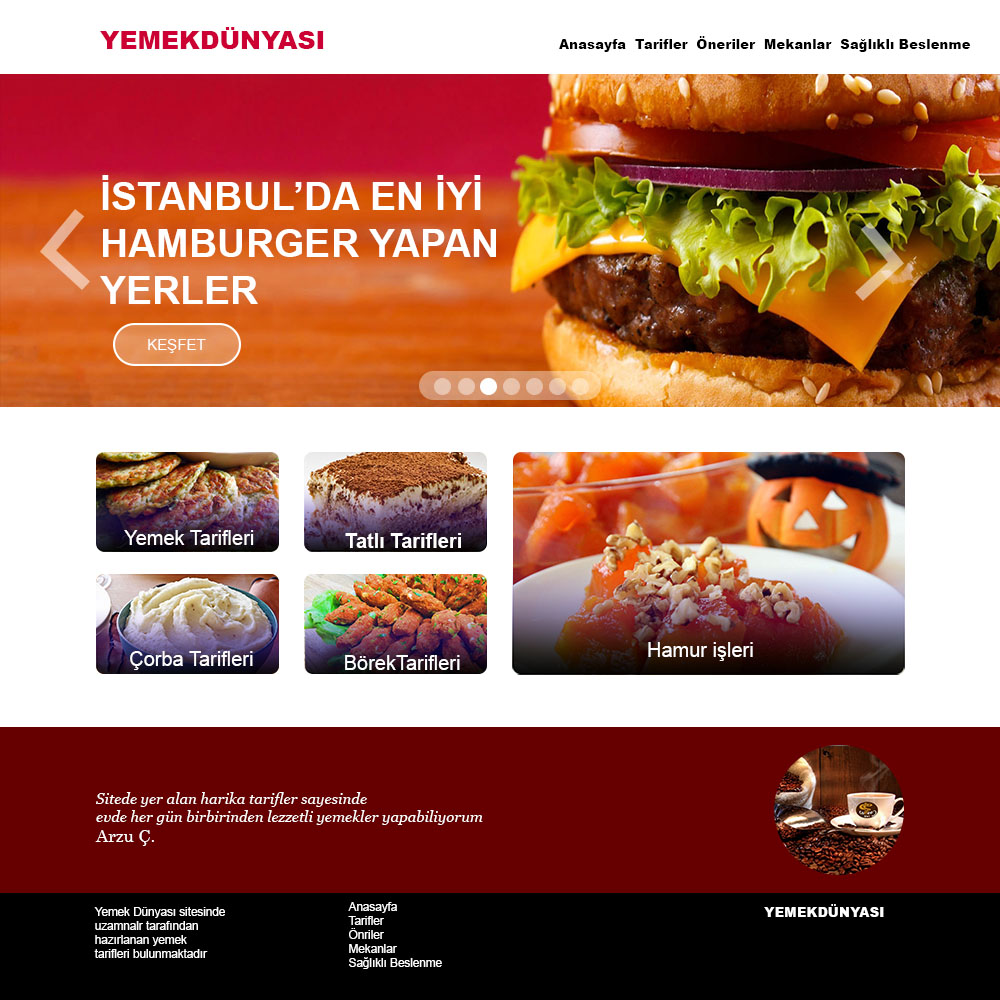 YEMEKDÜNYASI
Anasayfa Tarifler Öneriler Mekanlar Sağlıklı Beslenme
İSTANBUL’DA EN İYİ
HAMBURGER YAPAN
YERLER
KEŞFET
Yemek Tarifleri
Tatlı Tarifleri
Çorba Tarifleri
BörekTarifleri
Hamur işleri
Sitede yer alan harika tarifler sayesinde
evde her gün birbirinden lezzetli yemekler yapabiliyorum
Arzu Ç.
Yemek Dünyası sitesinde
uzamnalr tarafından
hazırlanan yemek
tarifleri bulunmaktadır
Anasayfa
Tarifler
Önriler
Mekanlar
Sağlıklı Beslenme
YEMEKDÜNYASI